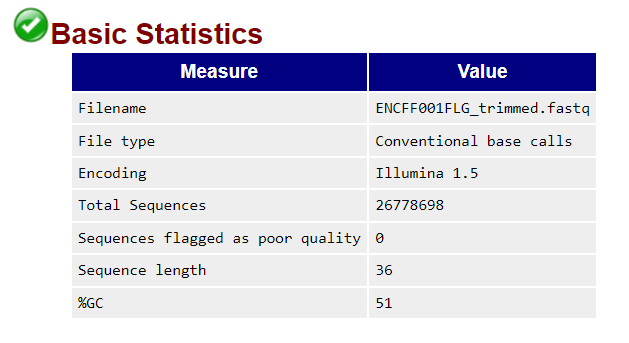 Basic Statistics
Measure Value
Filename ENCFF001FLG_trimmed.fastq
File type Conventional base calls
Encoding Illumina 1.5
Total Sequences 26778698
Sequences flagged as poor quality 0
Sequence length 36
%GC 51